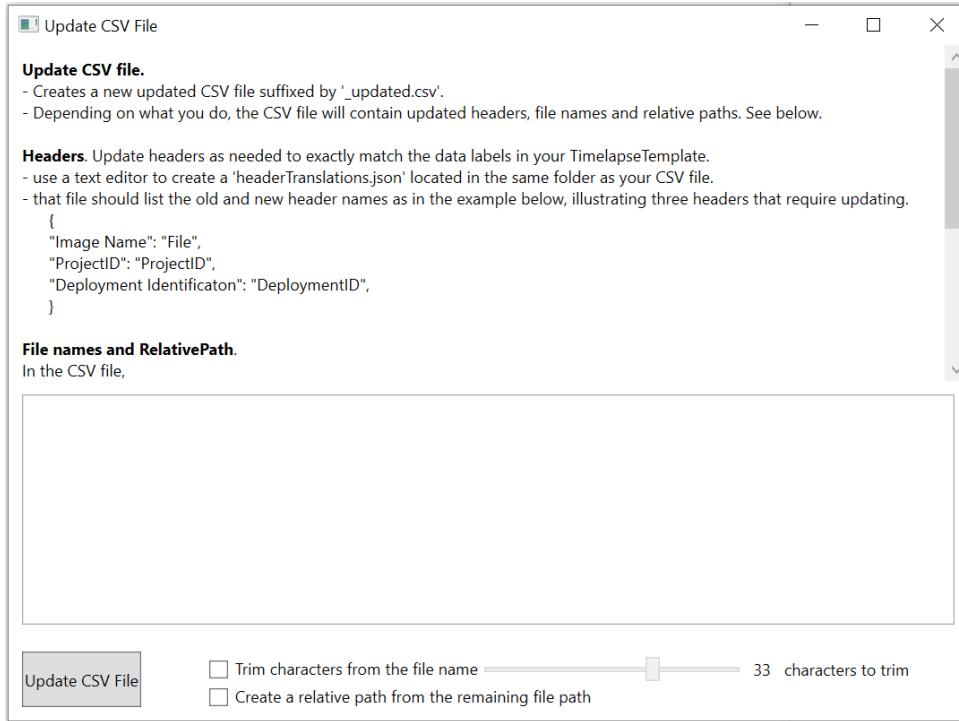 Update CSV File
Update CSV file.
- Creates a new updated CSV file suffixed by '_updated.csv'.
- Depending on what you do, the CSV file will contain updated headers, file names and relative paths. See below.
Headers. Update headers as needed to exactly match the data labels in your TimelapseTemplate.
- use a text editor to create a 'headerTranslations.json' located in the same folder as your CSV file.
- that file should list the old and new header names as in the example below, illustrating three headers that require updating.
{
"Image Name": "File",
"ProjectID": "ProjectID",
"Deployment Identificaton": "DeploymentID",
}
File names and RelativePath.
In the CSV file,
Update CSV File
Trim characters from the file name 33 characters to trim
Create a relative path from the remaining file path